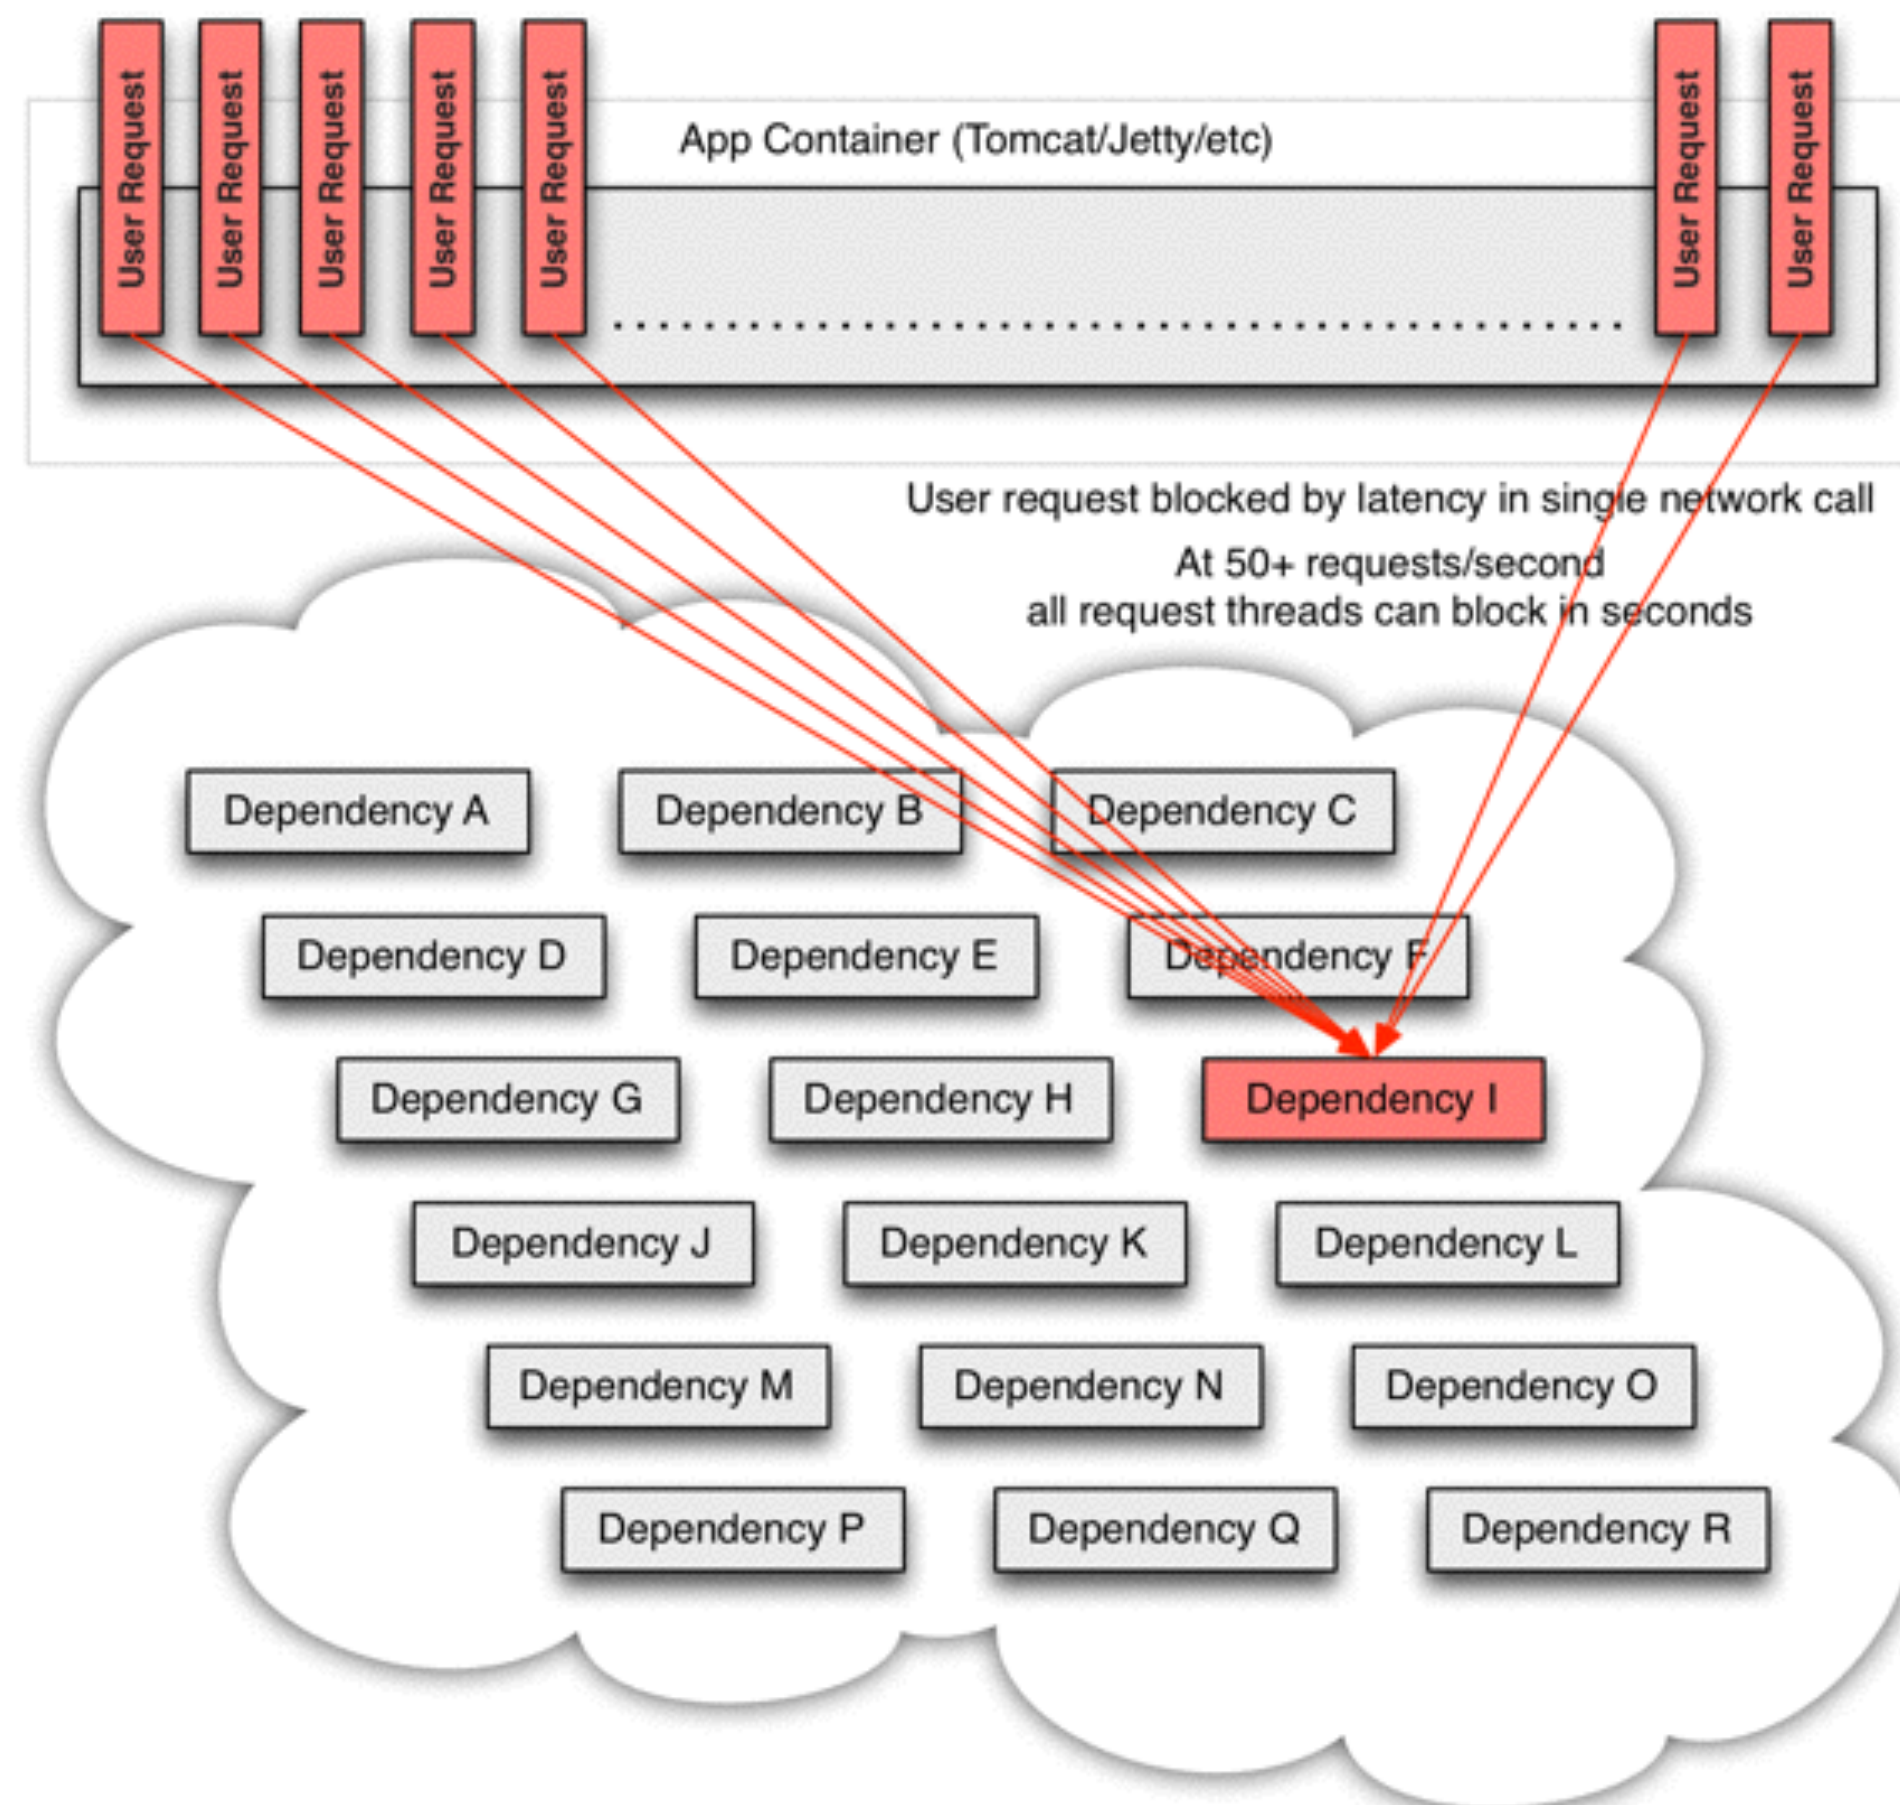 User Request
User Request
User Request
User Request
User Request
User Request
User Request
App Container (Tomcat/Jetty/etc)
User request blocked by latency in single network call
At 50+ requests/second
all request threads can block in seconds
Dependency A
Dependency B
Dependency C
Dependency D
Dependency E
Dependency F
Dependency G
Dependency H
Dependency I
Dependency J
Dependency K
Dependency L
Dependency M
Dependency N
Dependency O
Dependency P
Dependency Q
Dependency R